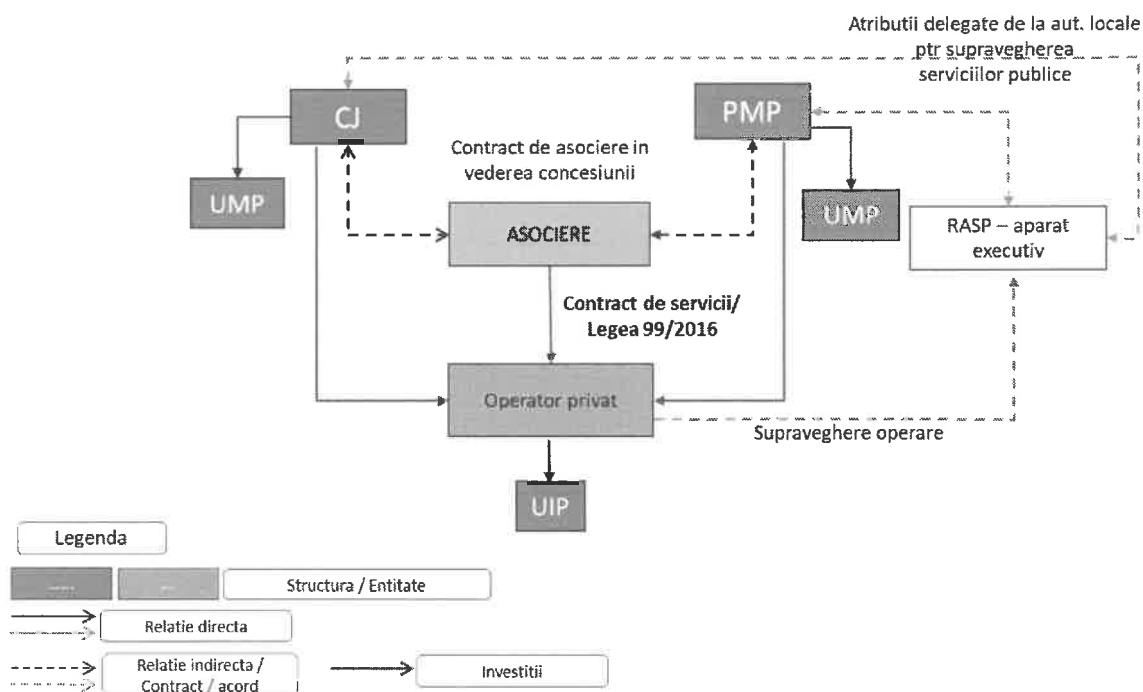 Atributii delegate de la aut. locale
ptr supravegherea
serviciilor publice
CJ
PMP
Contract de asociere in
vederea concesiunii
UMP
UMP
ASOCIERE
RASP – aparat
executiv
Contract de servicii/
Legea 99/2016
Operator privat
Supraveghere operare
UIP
Legenda
Structura / Entitate
Relatie directa
Relatie indirecta /
Contract / acord
Investitii